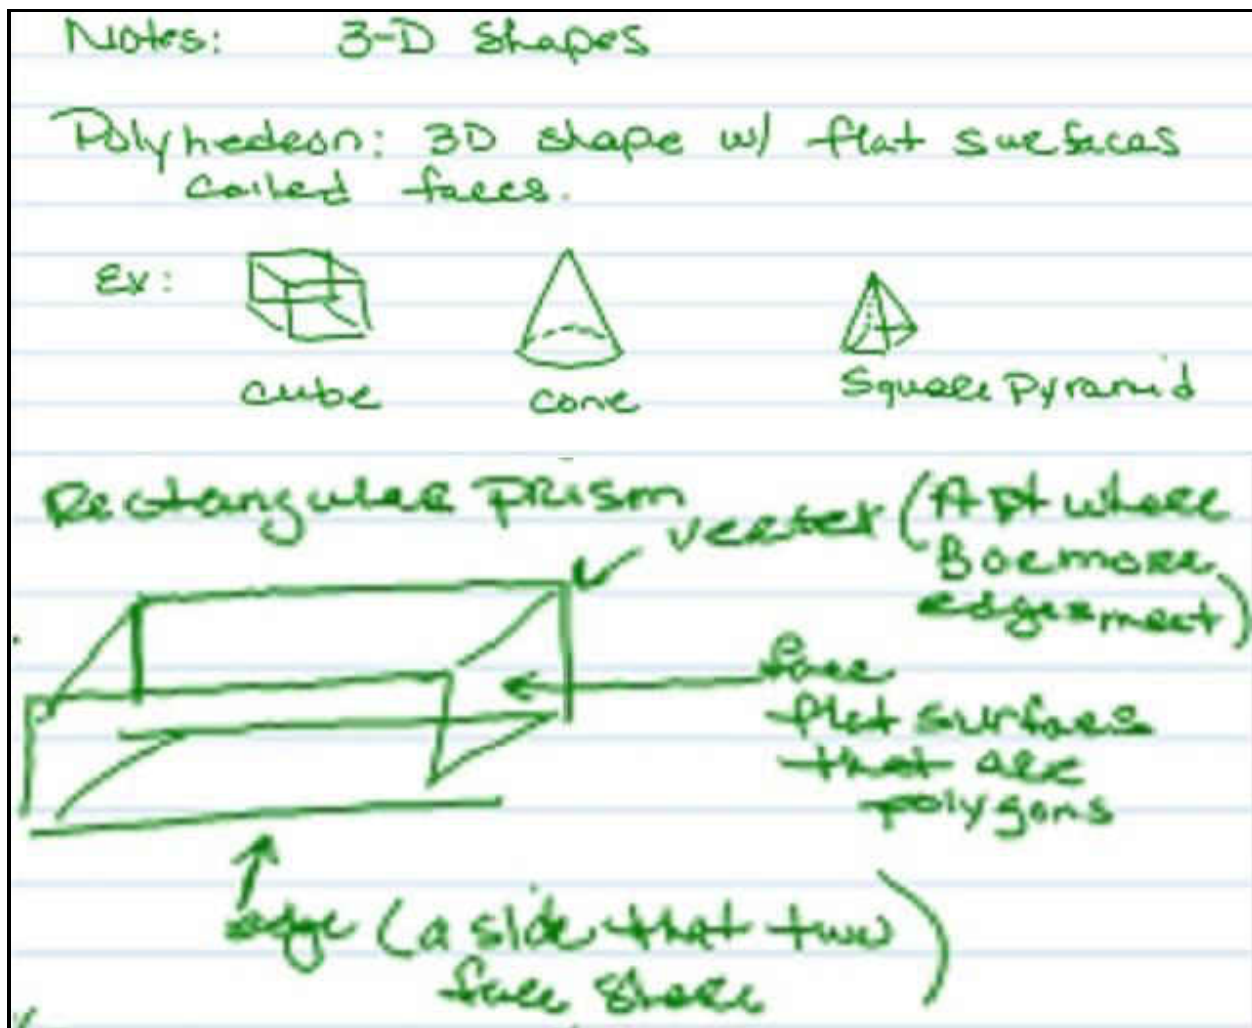 Notes: 3-D Shapes
Polyhedron: 3D shape w/ flat surfaces
called faces.
Ex:
cube cone Square Pyramid
Rectangular Prism
vertex (A pt where
3 or more
edges meet)
face
flat surfaces
that are
polygons
edge (a side that two
face share)